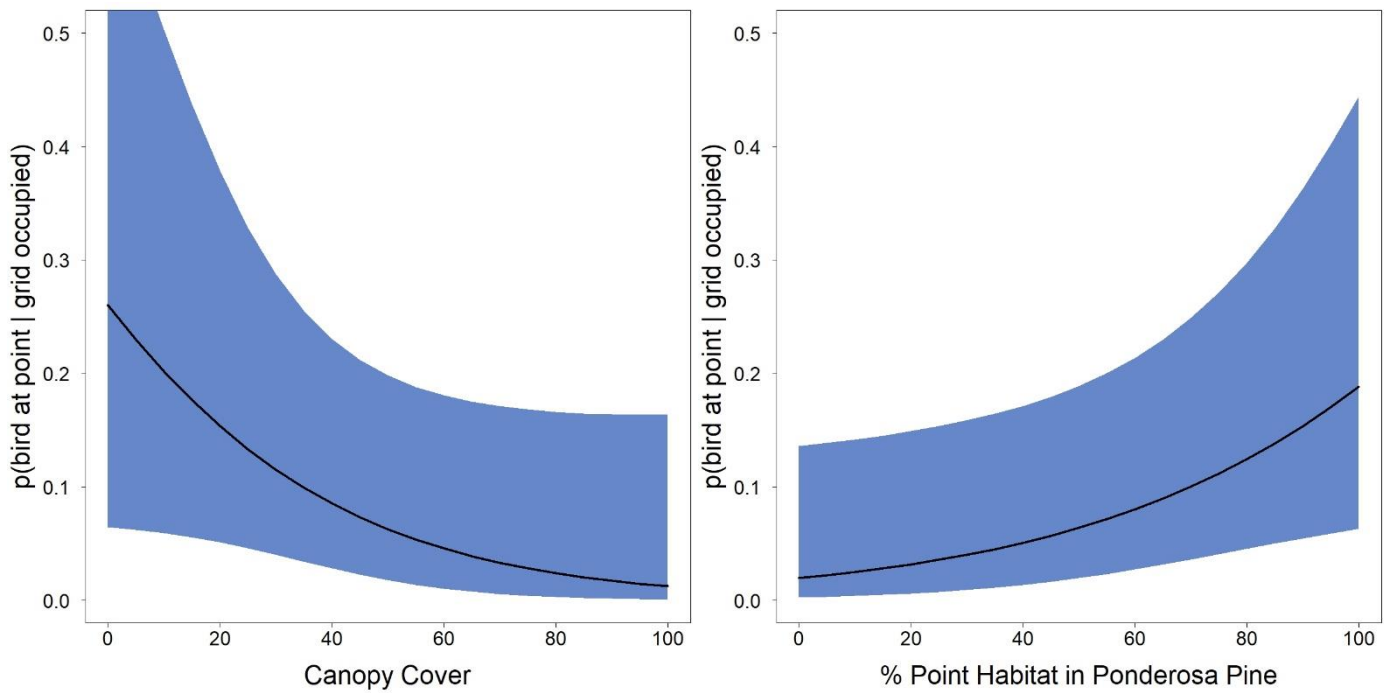 p(bird at point | grid occupied)
0.5
0.4
0.3
0.2
0.1
0.0
0 20 40 60 80 100
Canopy Cover
p(bird at point | grid occupied)
0.5
0.4
0.3
0.2
0.1
0.0
0 20 40 60 80 100
% Point Habitat in Ponderosa Pine